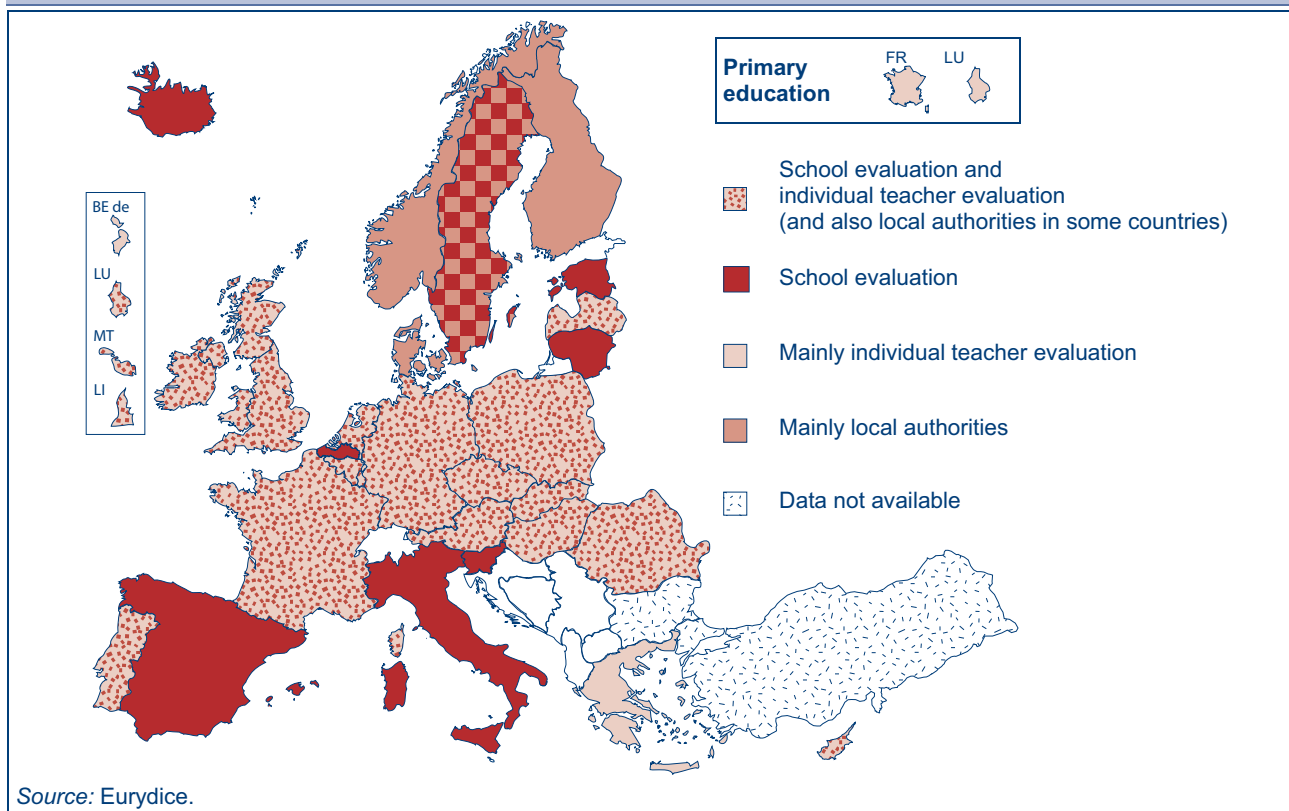 Primary
education
FR
LU
School evaluation and
individual teacher evaluation
(and also local authorities in some countries)
School evaluation
Mainly individual teacher evaluation
Mainly local authorities
Data not available
BE de
LU
MT
LI
Source: Eurydice.